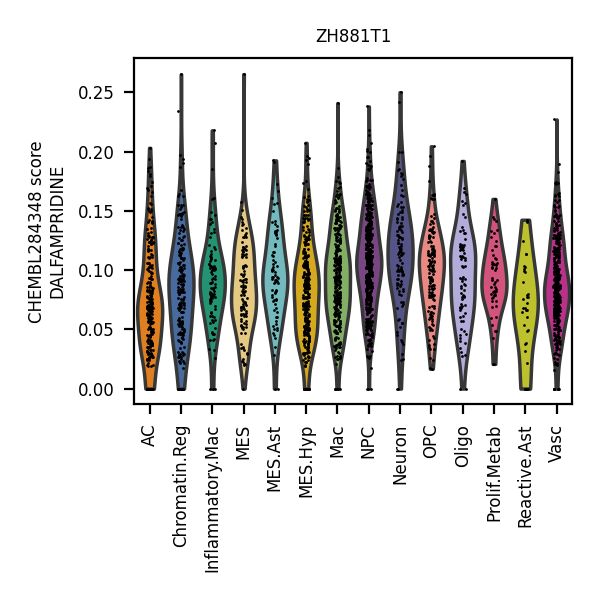 ZH881T1
CHEMBL284348 score
DALFAMPRIDINE
0.25
0.20
0.15
0.10
0.05
0.00
AC
Chromatin.Reg
Inflammatory.Mac
MES
MES.Ast
MES.Hyp
Mac
NPC
Neuron
OPC
Oligo
Prolif.Metab
Reactive.Ast
Vasc